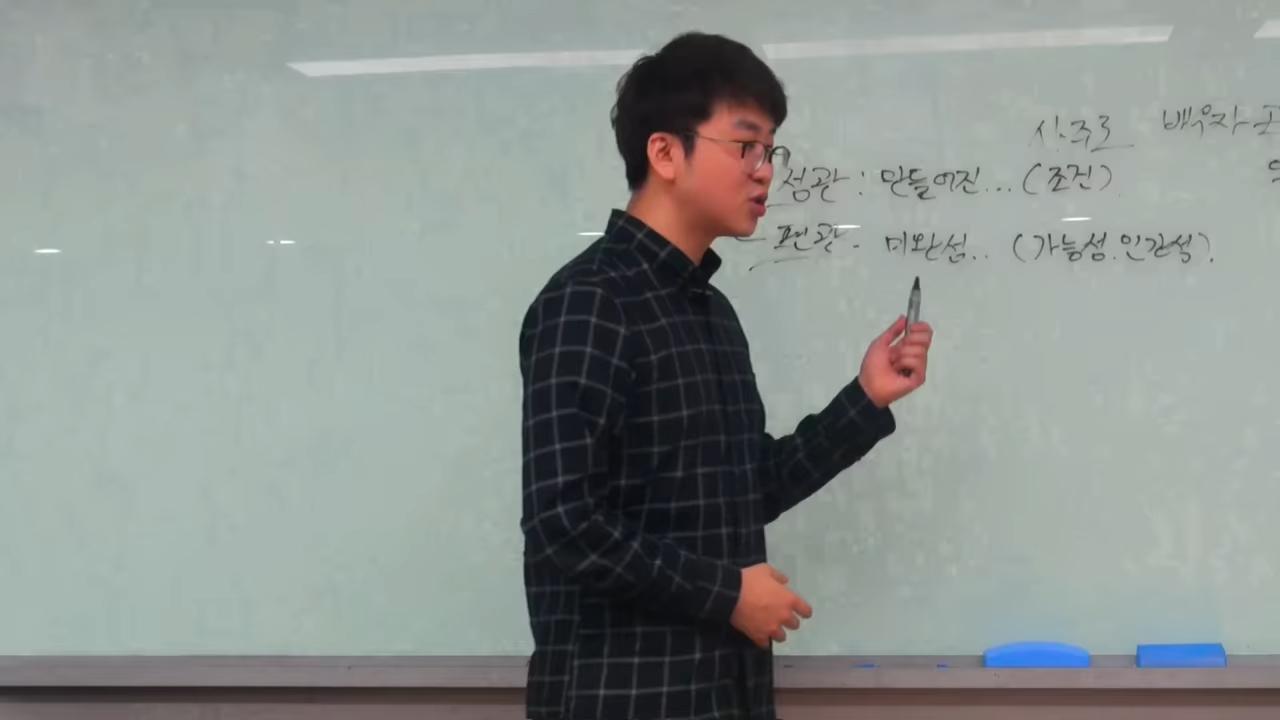 사주로 배우자
정관 : 만들어진... (조건)
편관. 미완성.. (가능성.인간성).